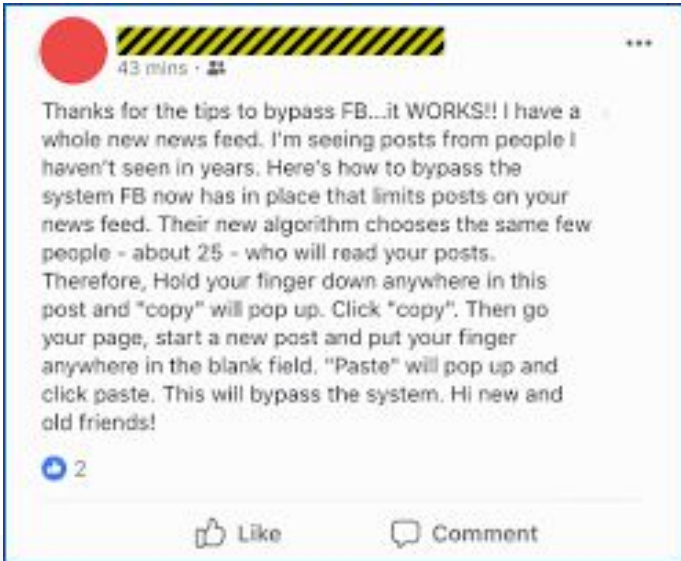 43 mins ·
Thanks for the tips to bypass FB...it WORKS!! I have a
whole new news feed. I'm seeing posts from people I
haven't seen in years. Here's how to bypass the
system FB now has in place that limits posts on your
news feed. Their new algorithm chooses the same few
people - about 25 - who will read your posts.
Therefore, Hold your finger down anywhere in this
post and "copy" will pop up. Click "copy". Then go
your page, start a new post and put your finger
anywhere in the blank field. "Paste" will pop up and
click paste. This will bypass the system. Hi new and
old friends!
2
Like Comment